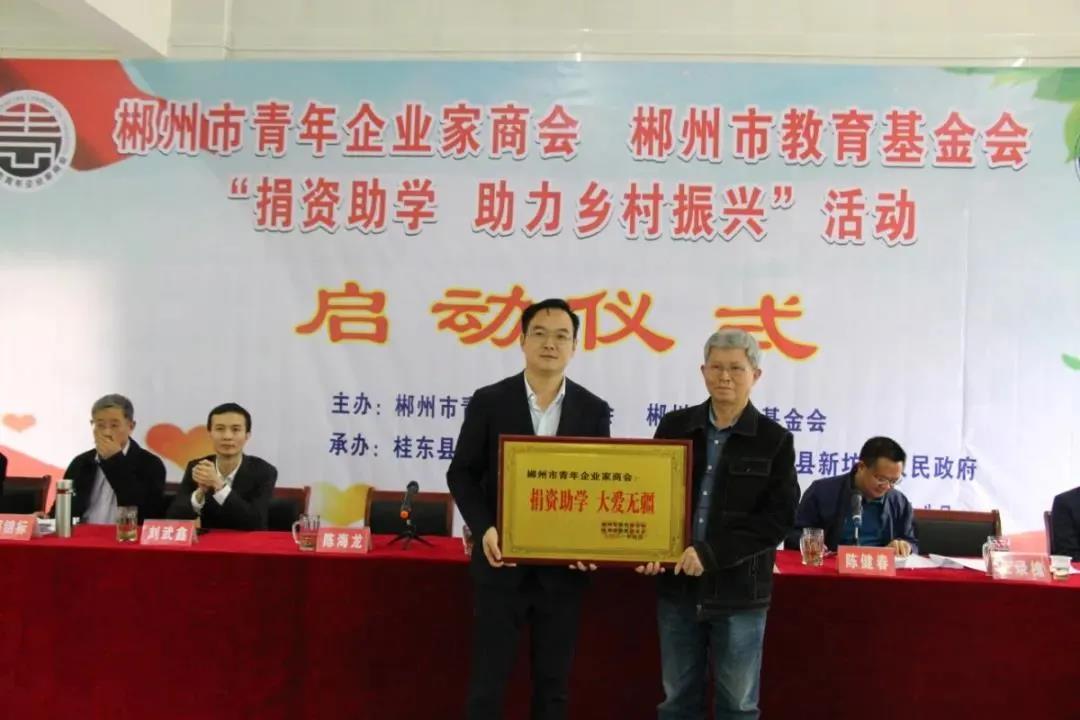 郴州市青年企业家商会 郴州市教育基金会
“捐资助学 助力乡村振兴”活动
启动仪式
主办：郴州市青 会 郴州 基金会
承办：桂东县 县新坊 民政府
郴州市青年企业家商会：
捐资助学 大爱无疆
刘武鑫
陈海龙
陈健春